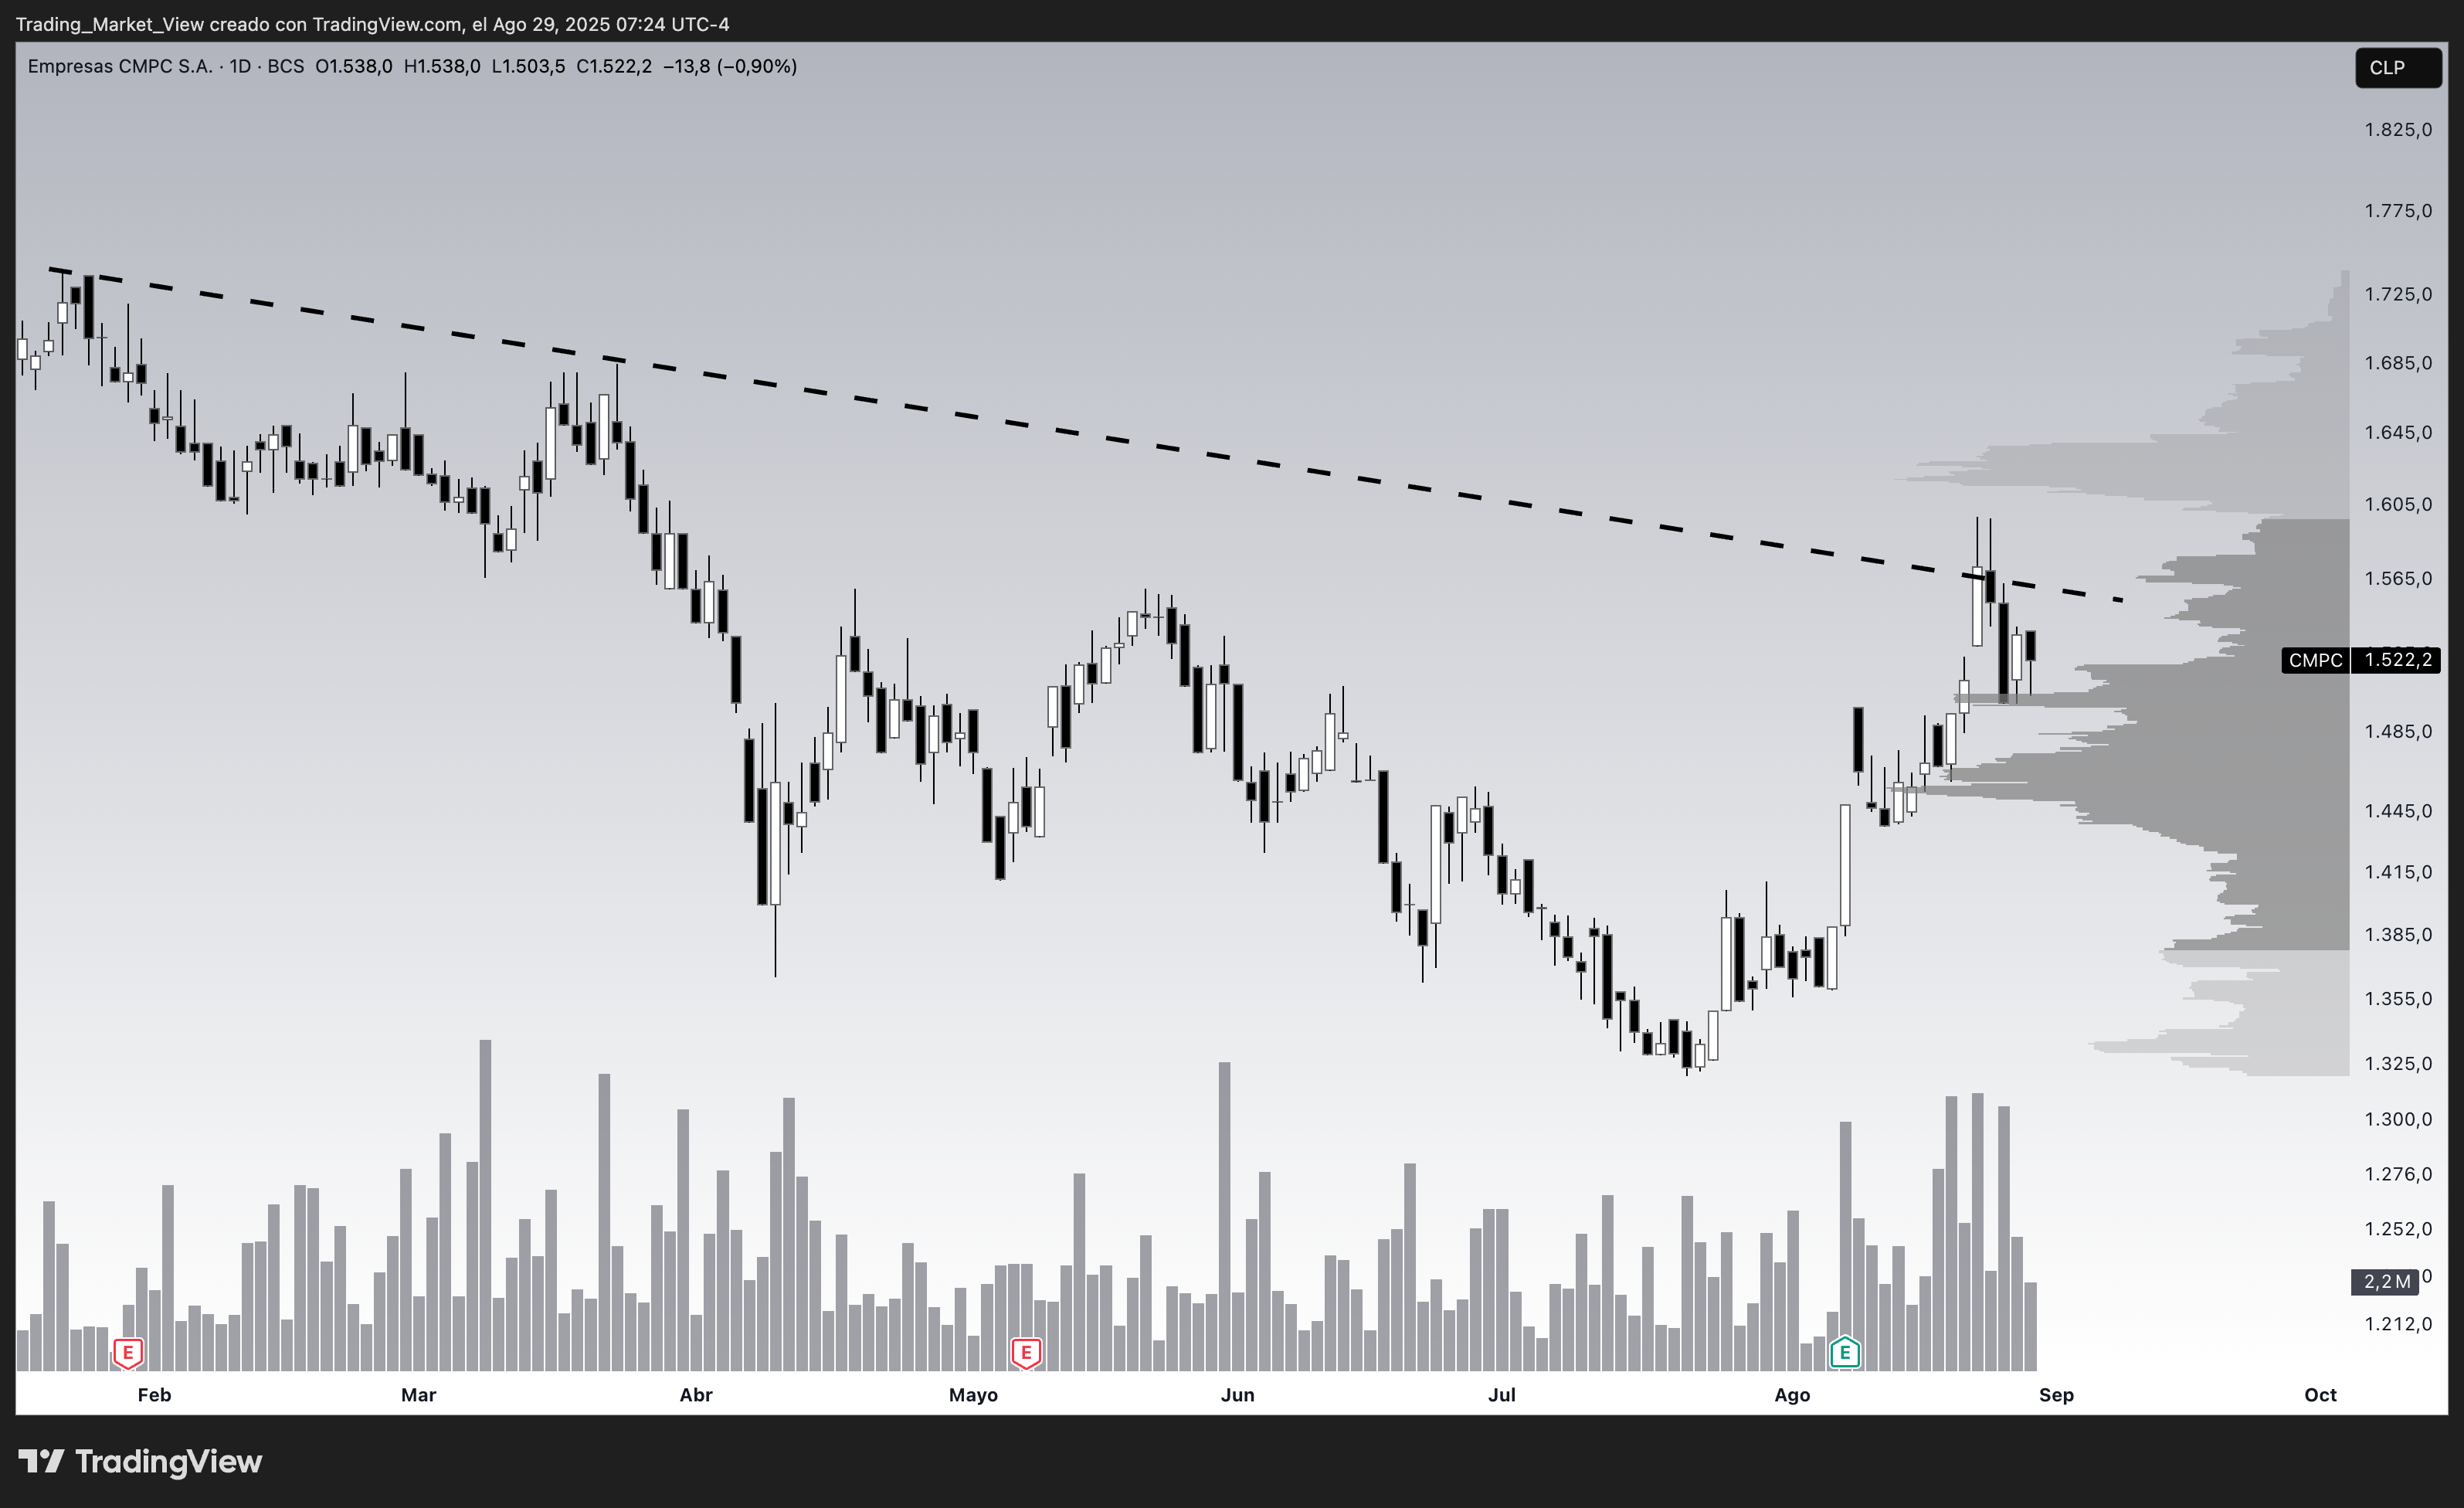 Trading_Market_View creado con TradingView.com, el Ago 29, 2025 07:24 UTC-4
Empresas CMPC S.A. · 1D · BCS O1.538,0 H1.538,0 L1.503,5 C1.522,2 −13,8 (−0,90%)
CLP
1.825,0
1.775,0
1.725,0
1.685,0
1.645,0
1.605,0
1.565,0
CMPC 1.522,2
1.485,0
1.445,0
1.415,0
1.385,0
1.355,0
1.325,0
1.300,0
1.276,0
1.252,0
2,2 M
1.212,0
E E E
Feb Mar Abr Mayo Jun Jul Ago Sep Oct
TradingView